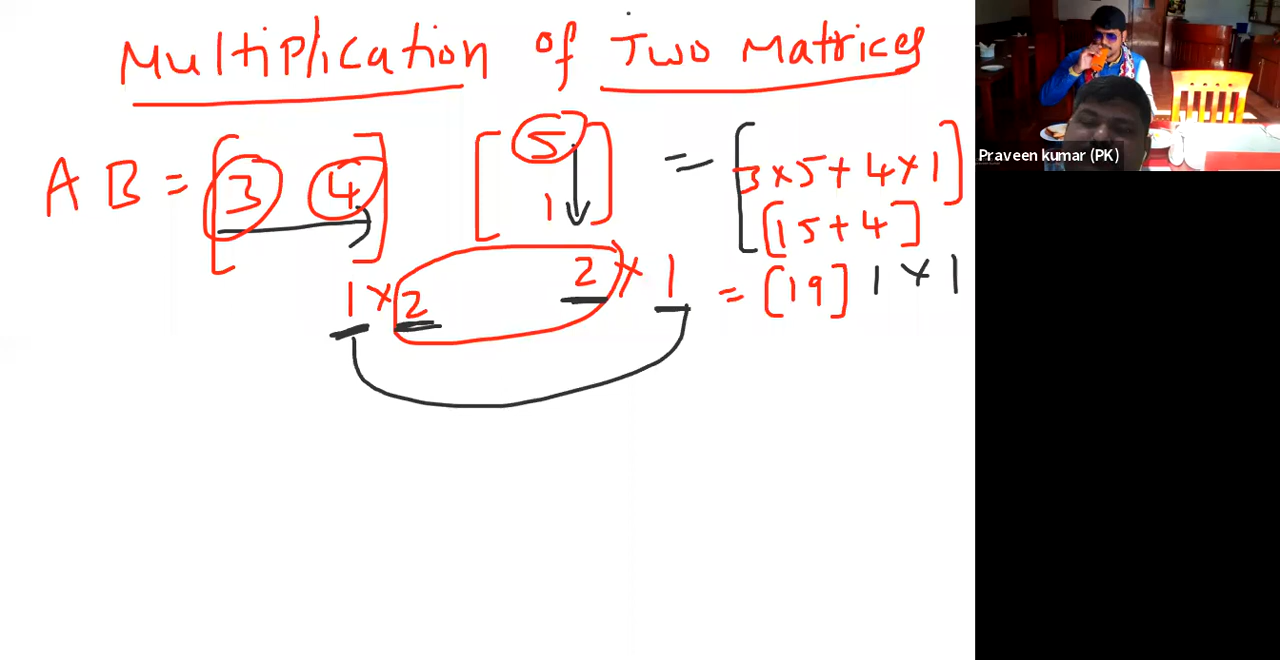 Multiplication of Two Matrices
AB = [3 4] [5 1] = [3×5+4×1]
[15+4]
1×2 2×1 = [19] 1×1
Praveen kumar (PK)